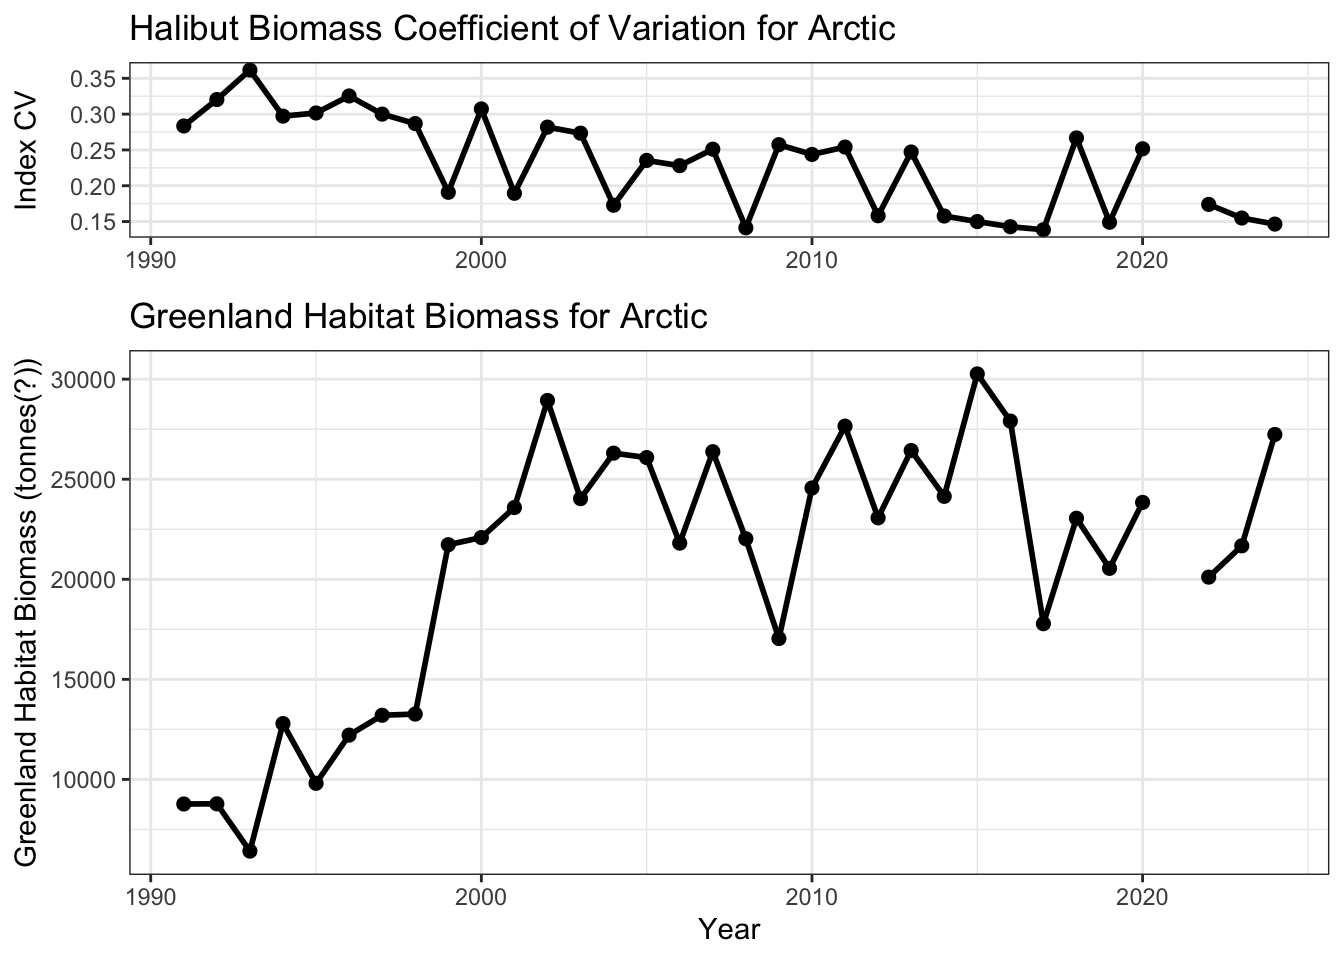 Halibut Biomass Coefficient of Variation for Arctic
Index CV
0.35
0.30
0.25
0.20
0.15
1990 2000 2010 2020
Greenland Habitat Biomass for Arctic
Greenland Habitat Biomass (tonnes(?))
30000
25000
20000
15000
10000
1990 2000 2010 2020
Year